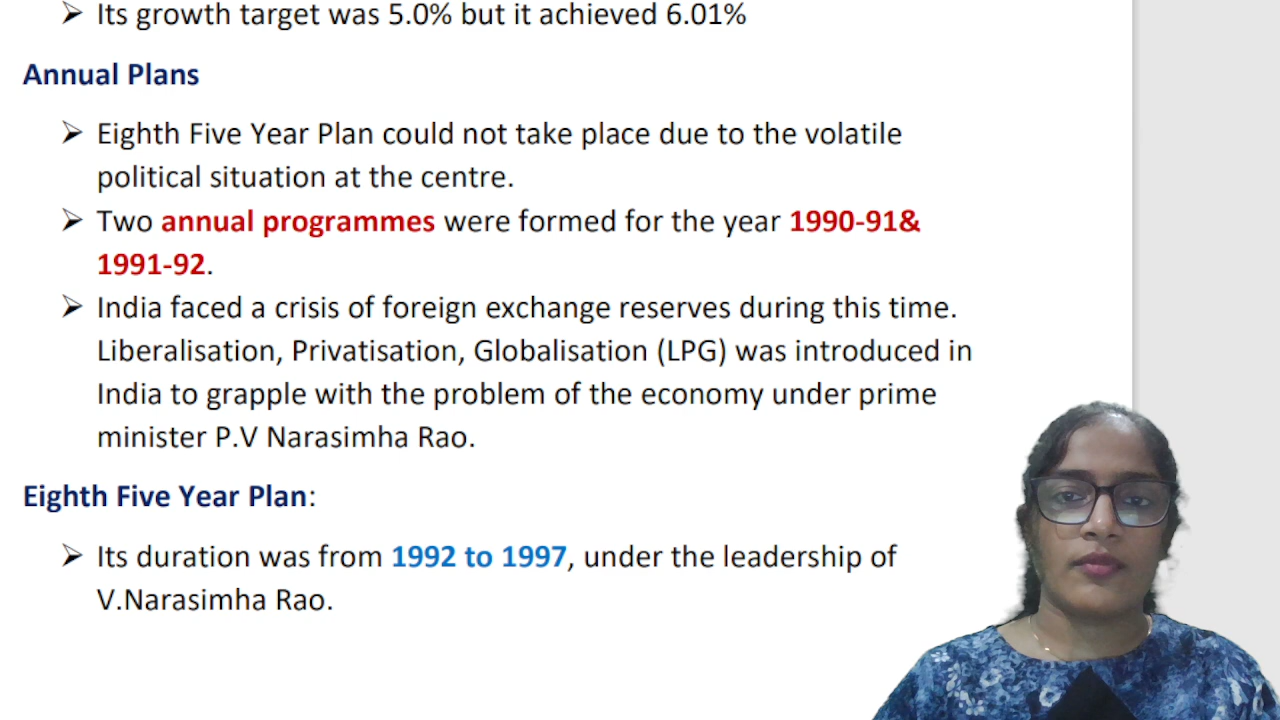 ➢ Its growth target was 5.0% but it achieved 6.01%
Annual Plans
➢ Eighth Five Year Plan could not take place due to the volatile
political situation at the centre.
➢ Two annual programmes were formed for the year 1990-91&
1991-92.
➢ India faced a crisis of foreign exchange reserves during this time.
Liberalisation, Privatisation, Globalisation (LPG) was introduced in
India to grapple with the problem of the economy under prime
minister P.V Narasimha Rao.
Eighth Five Year Plan:
➢ Its duration was from 1992 to 1997, under the leadership of
V.Narasimha Rao.